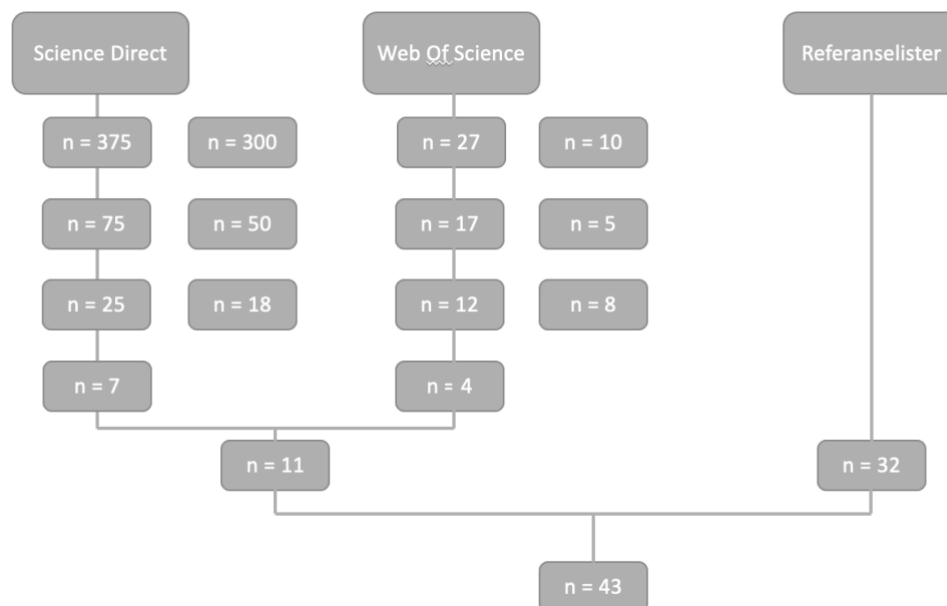 Science Direct
Web Of Science
Referanselister
n = 375
n = 300
n = 27
n = 10
n = 75
n = 50
n = 17
n = 5
n = 25
n = 18
n = 12
n = 8
n = 7
n = 4
n = 11
n = 32
n = 43